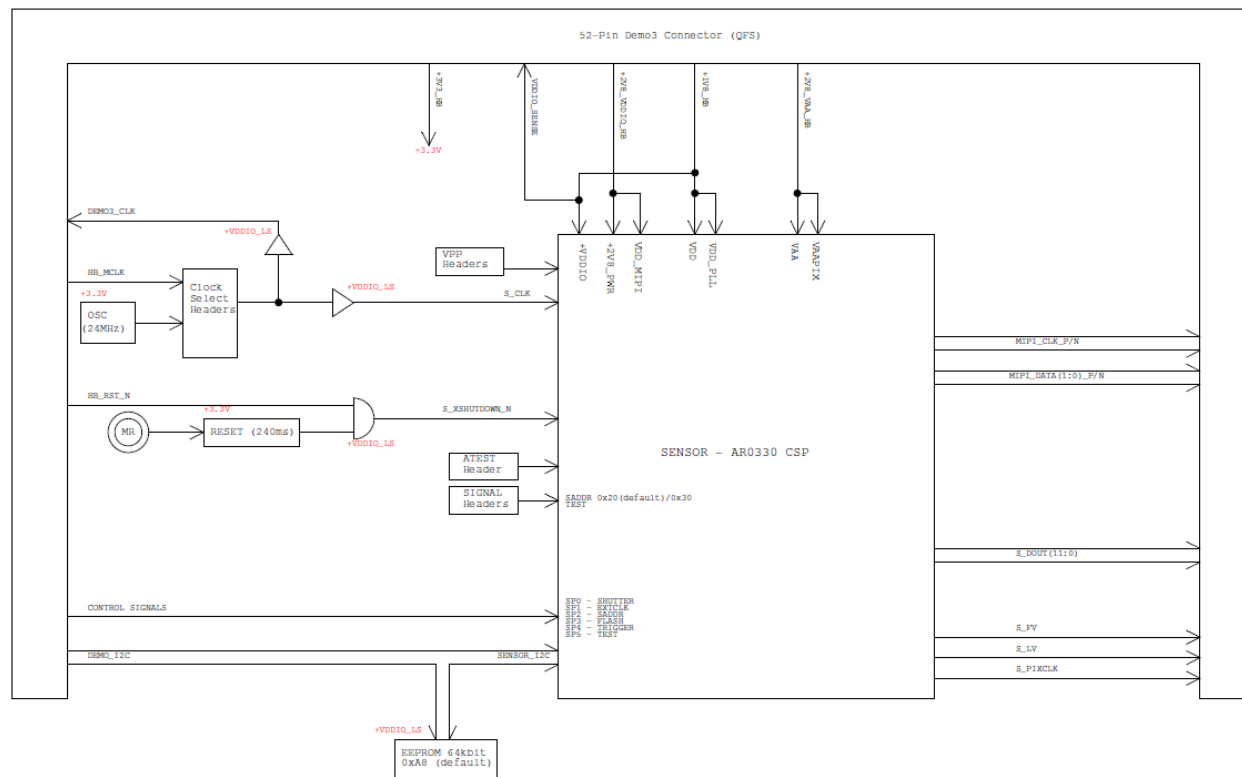 52-Pin Demo3 Connector (QFS)
+3V3_HB
VDDIO_SENSE
+2V8_VDDIO_HB
+1V8_HB
+2V8_VAA_HB
+3.3V
DEMO3_CLK
+VDDIO_LS
HB_MCLK
+3.3V
OSC
(24MHz)
Clock
Select
Headers
+VDDIO_LS
S_CLK
VPP
Headers
+VDDIO
+2V8_PWR
VDD_MIPI
VDD
VDD_PLL
VAA
VAAPIX
MIPI_CLK_P/N
MIPI_DATA(1:0)_P/N
HB_RST_N
+3.3V
MR
RESET (240ms)
+VDDIO_LS
S_XSHUTDOWN_N
SENSOR - AR0330 CSP
ATEST
Header
SIGNAL
Headers
SADDR 0x20(default)/0x30
TEST
S_DOUT(11:0)
CONTROL SIGNALS
SP0 - SHUTTER
SP1 - EXTCLK
SP2 - SADDR
SP3 - FLASH
SP4 - TRIGGER
SP5 - TEST
S_FV
S_LV
S_PIXCLK
DEMO_I2C
SENSOR_I2C
+VDDIO_LS
EEPROM 64kbit
0xA8 (default)